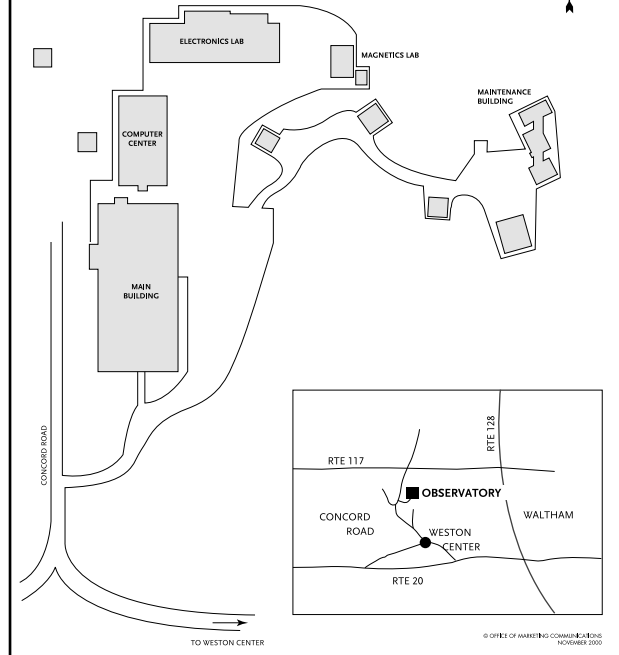 ELECTRONICS LAB
MAGNETICS LAB
MAINTENANCE
BUILDING
COMPUTER
CENTER
MAIN
BUILDING
CONCORD ROAD
RTE 128
RTE 117
OBSERVATORY
CONCORD
ROAD
WALTHAM
WESTON
CENTER
RTE 20
TO WESTON CENTER
© OFFICE OF MARKETING COMMUNICATIONS
NOVEMBER 2000